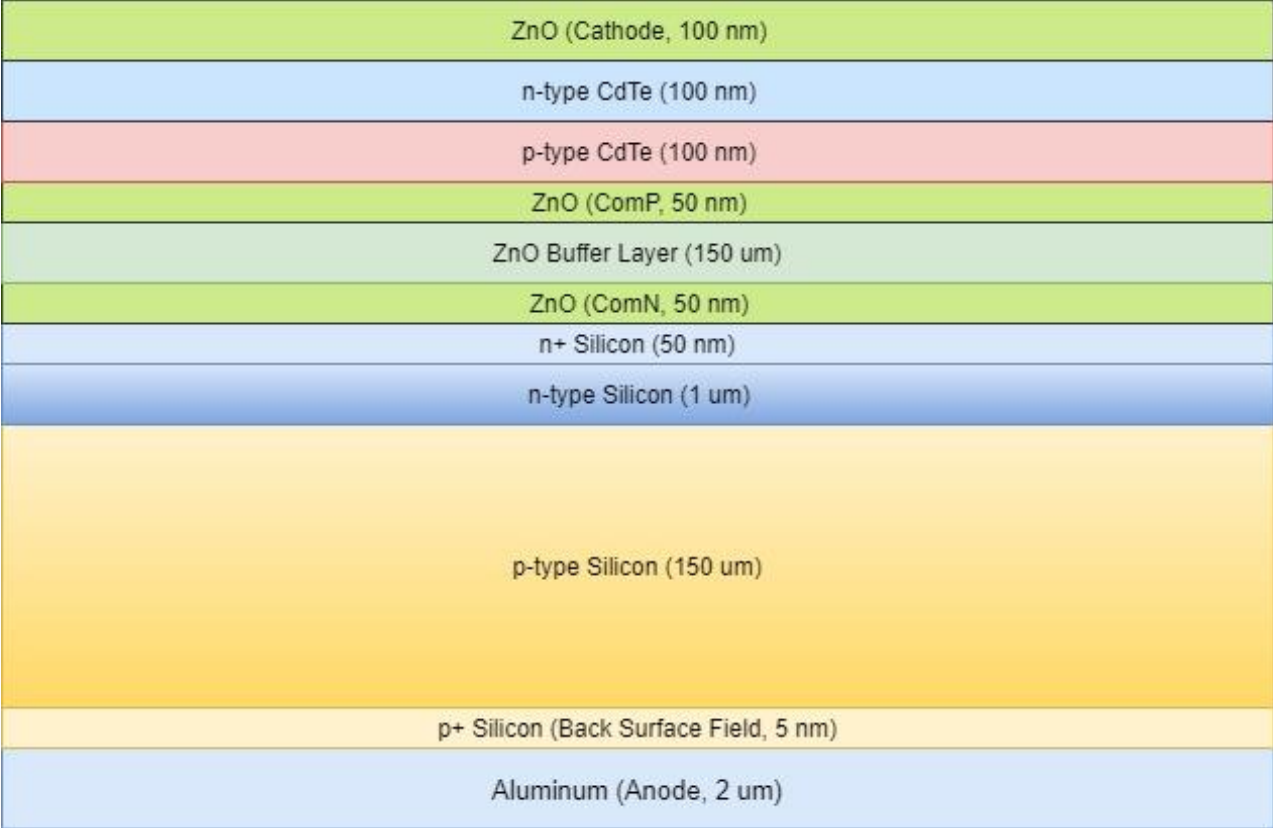 ZnO (Cathode, 100 nm)
n-type CdTe (100 nm)
p-type CdTe (100 nm)
ZnO (ComP, 50 nm)
ZnO Buffer Layer (150 um)
ZnO (ComN, 50 nm)
n+ Silicon (50 nm)
n-type Silicon (1 um)
p-type Silicon (150 um)
p+ Silicon (Back Surface Field, 5 nm)
Aluminum (Anode, 2 um)